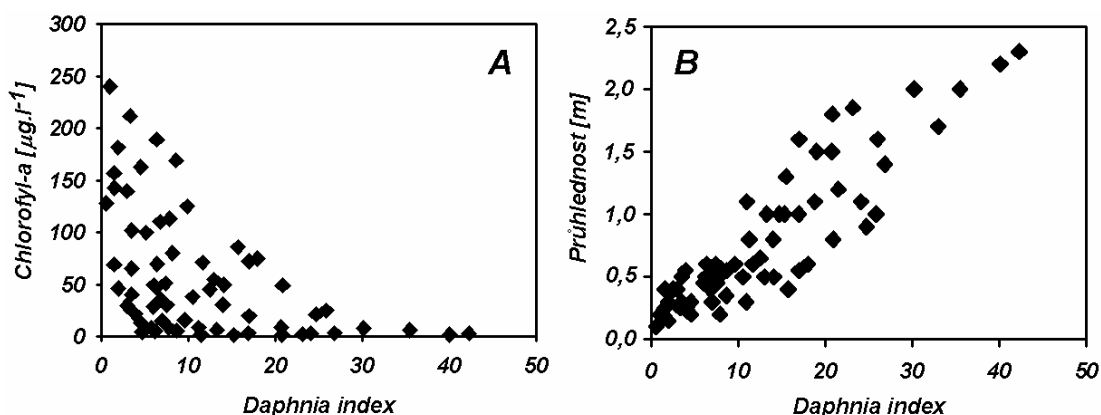 A
Chlorofyl-a [µg.l-1]
300
250
200
150
100
50
0
0 10 20 30 40 50
Daphnia index
B
Průhlednost [m]
2,5
2,0
1,5
1,0
0,5
0,0
0 10 20 30 40 50
Daphnia index